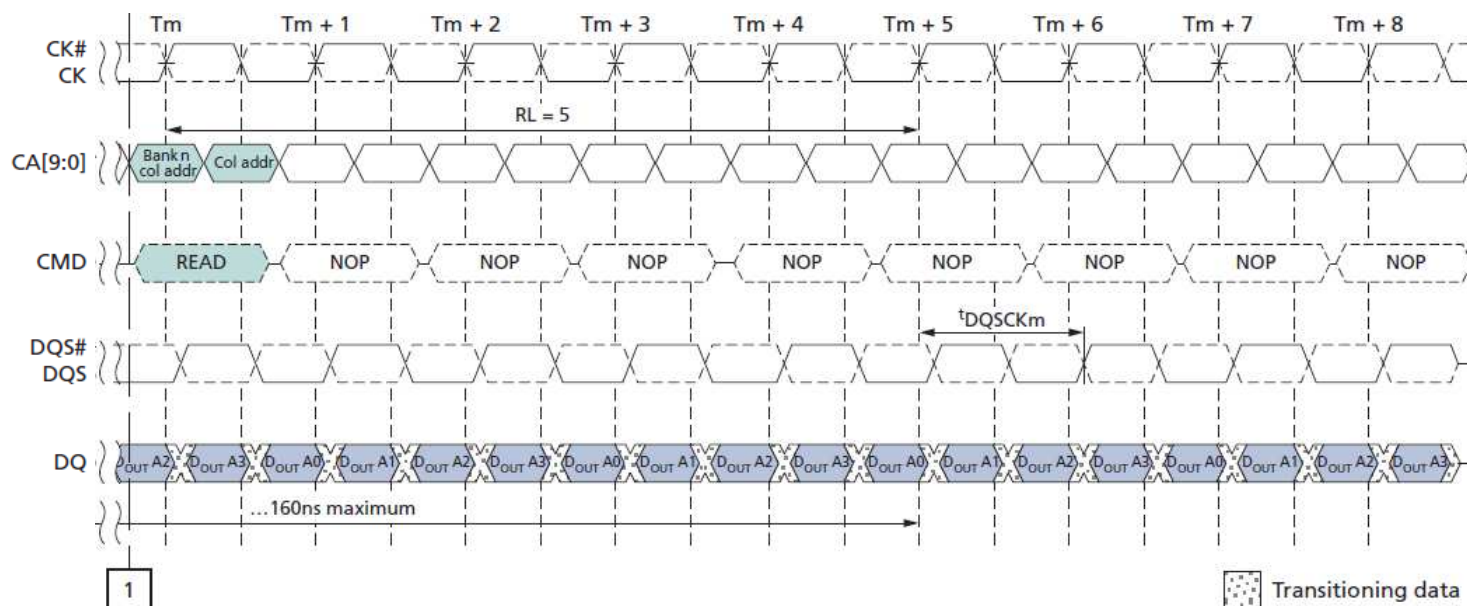 Tm Tm + 1 Tm + 2 Tm + 3 Tm + 4 Tm + 5 Tm + 6 Tm + 7 Tm + 8
CK#
CK
RL = 5
CA[9:0] Bank n col addr Col addr
CMD READ NOP NOP NOP NOP NOP NOP NOP NOP
tDQSCKm
DQS#
DQS
DQ DOUT A2 DOUT A3 DOUT A0 DOUT A1 DOUT A2 DOUT A3 DOUT A0 DOUT A1 DOUT A2 DOUT A3 DOUT A0 DOUT A1 DOUT A2 DOUT A3 DOUT A0 DOUT A1 DOUT A2 DOUT A3
…160ns maximum
1
Transitioning data